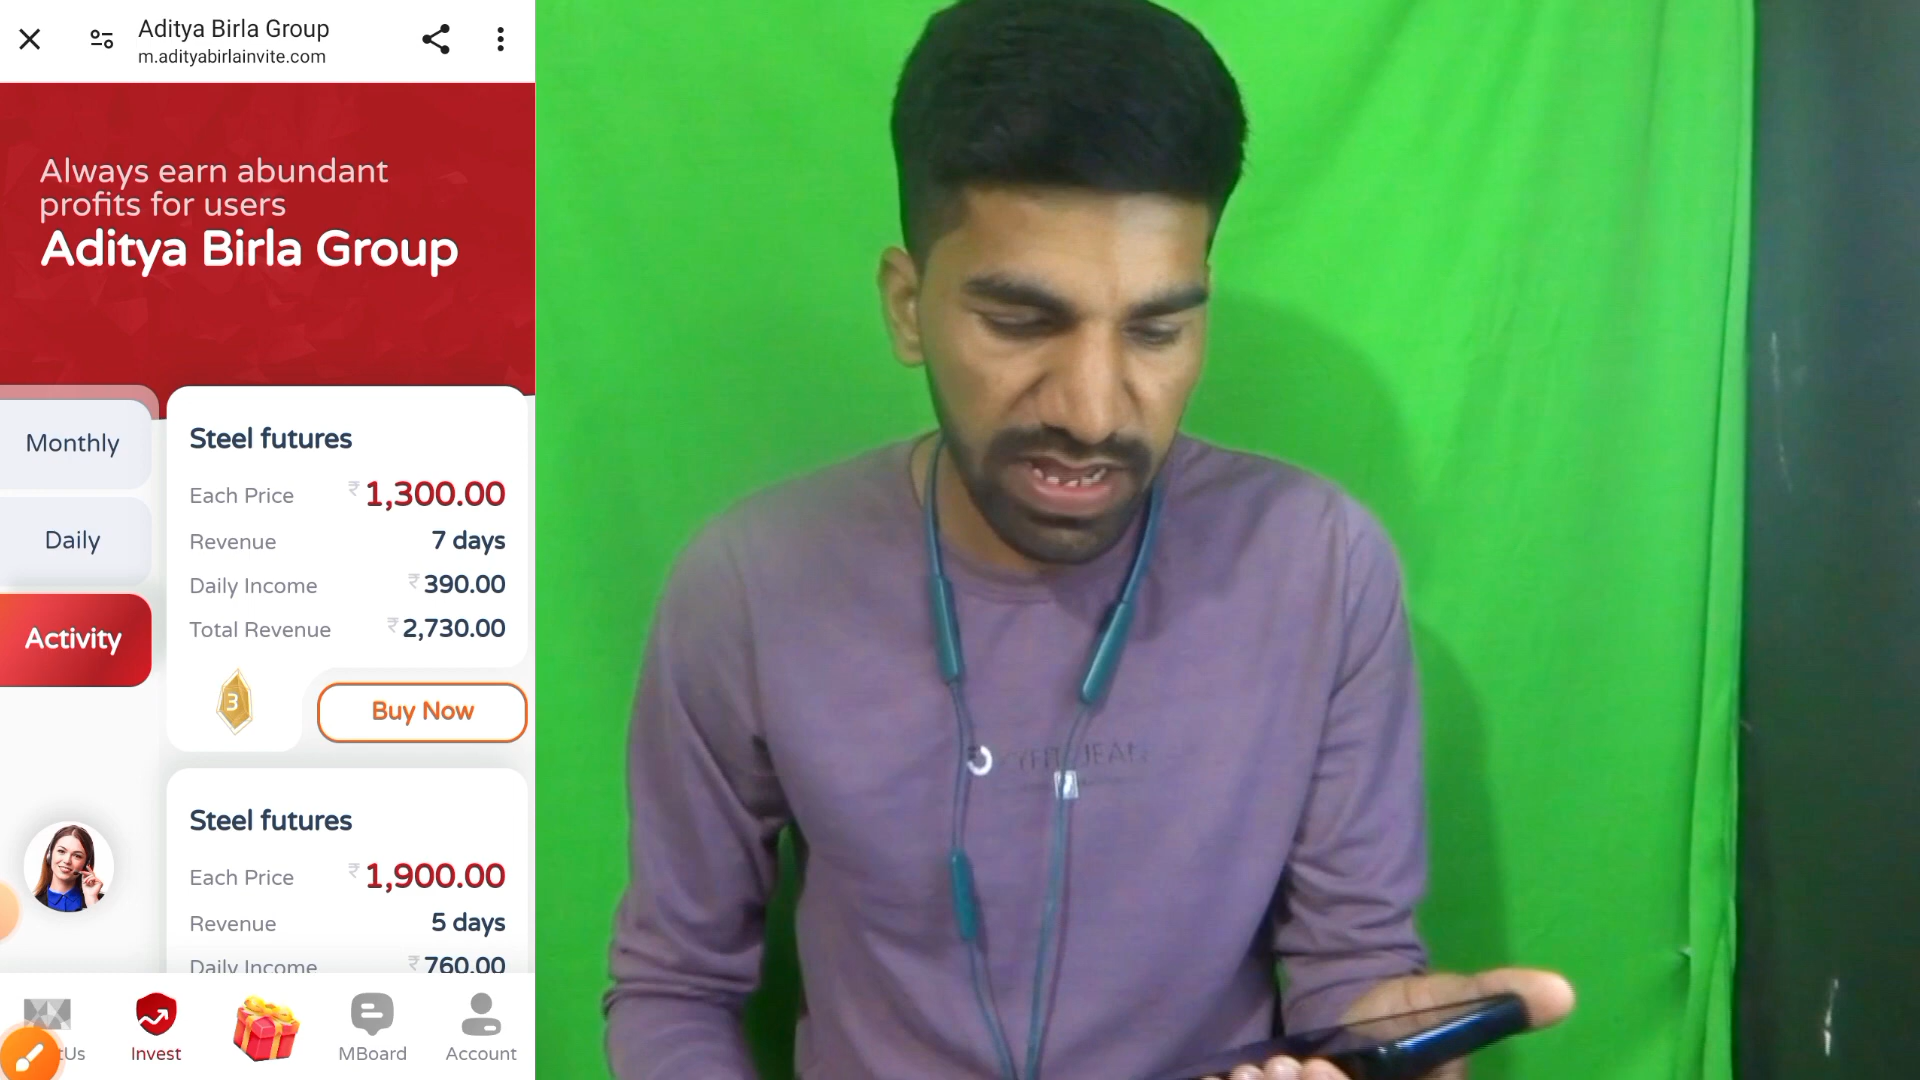 Aditya Birla Group
m.adityabirlainvite.com
Always earn abundant
profits for users
Aditya Birla Group
Monthly
Daily
Activity
Steel futures
Each Price ₹1,300.00
Revenue 7 days
Daily Income ₹390.00
Total Revenue ₹2,730.00
3
Buy Now
Steel futures
Each Price ₹1,900.00
Revenue 5 days
Daily Income ₹760.00
Invest
MBoard
Account